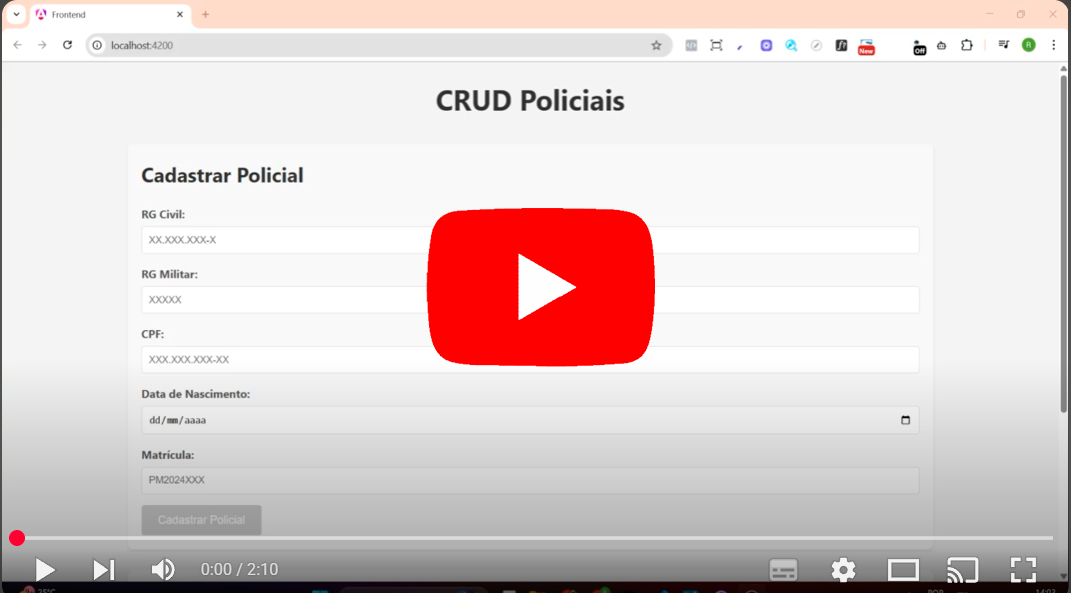 Frontend
localhost:4200
New
Off
R
CRUD Policiais
Cadastrar Policial
RG Civil:
XX.XXX.XXX-X
RG Militar:
XXXXX
CPF:
XXX.XXX.XXX-XX
Data de Nascimento:
dd/mm/aaaa
Matrícula:
PM2024XXX
Cadastrar Policial
0:00 / 2:10